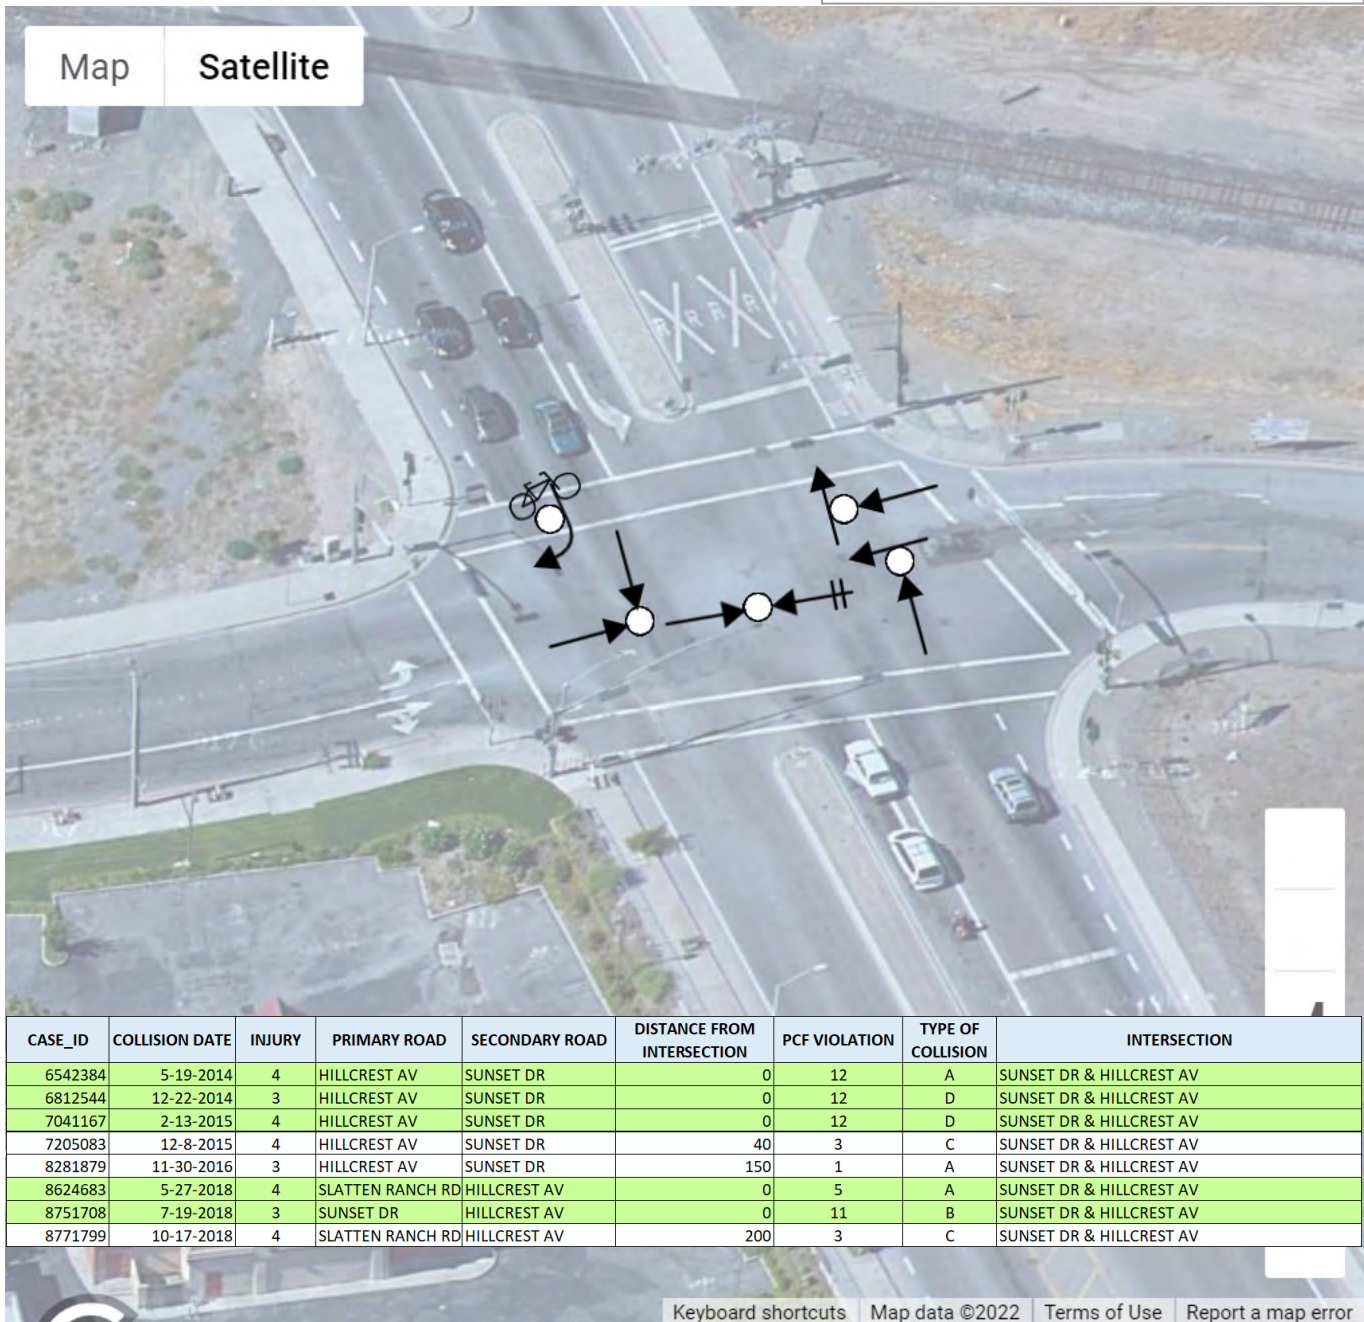 Map Satellite
R R R R
CASE_ID COLLISION DATE INJURY PRIMARY ROAD SECONDARY ROAD DISTANCE FROM INTERSECTION PCF VIOLATION TYPE OF COLLISION INTERSECTION
6542384 5-19-2014 4 HILLCREST AV SUNSET DR 0 12 A SUNSET DR & HILLCREST AV
6812544 12-22-2014 3 HILLCREST AV SUNSET DR 0 12 D SUNSET DR & HILLCREST AV
7041167 2-13-2015 4 HILLCREST AV SUNSET DR 0 12 D SUNSET DR & HILLCREST AV
7205083 12-8-2015 4 HILLCREST AV SUNSET DR 40 3 C SUNSET DR & HILLCREST AV
8281879 11-30-2016 3 HILLCREST AV SUNSET DR 150 1 A SUNSET DR & HILLCREST AV
8624683 5-27-2018 4 SLATTEN RANCH RD HILLCREST AV 0 5 A SUNSET DR & HILLCREST AV
8751708 7-19-2018 3 SUNSET DR HILLCREST AV 0 11 B SUNSET DR & HILLCREST AV
8771799 10-17-2018 4 SLATTEN RANCH RD HILLCREST AV 200 3 C SUNSET DR & HILLCREST AV
Keyboard shortcuts Map data ©2022 Terms of Use Report a map error